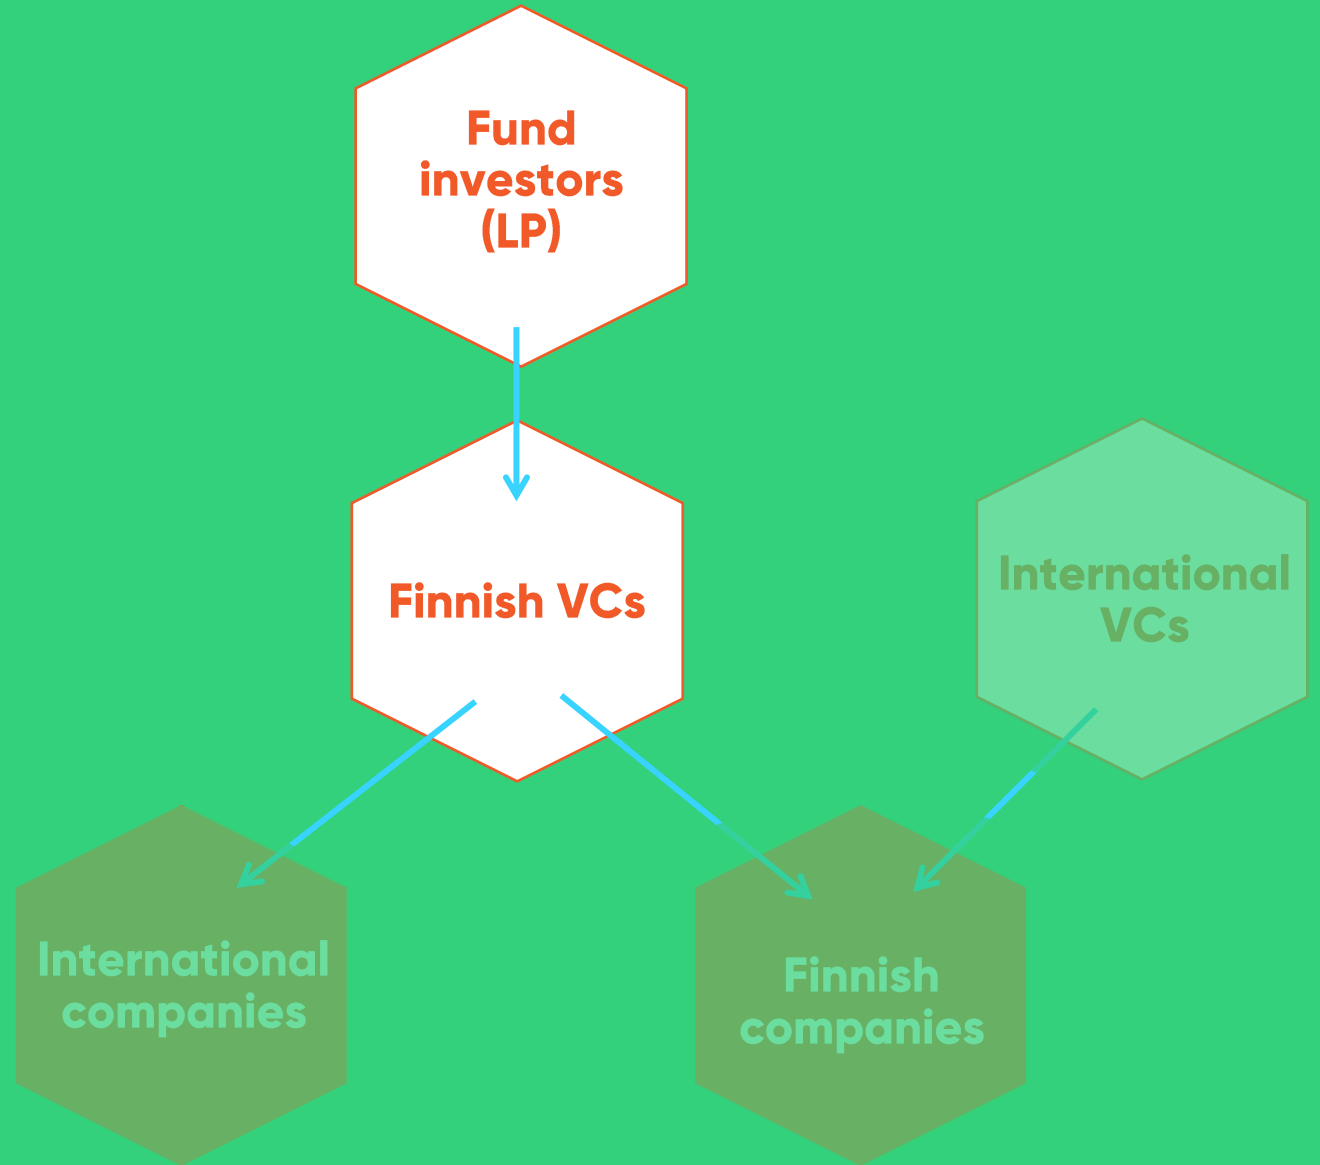 Fund
investors
(LP)
Finnish VCs
International
VCs
International
companies
Finnish
companies